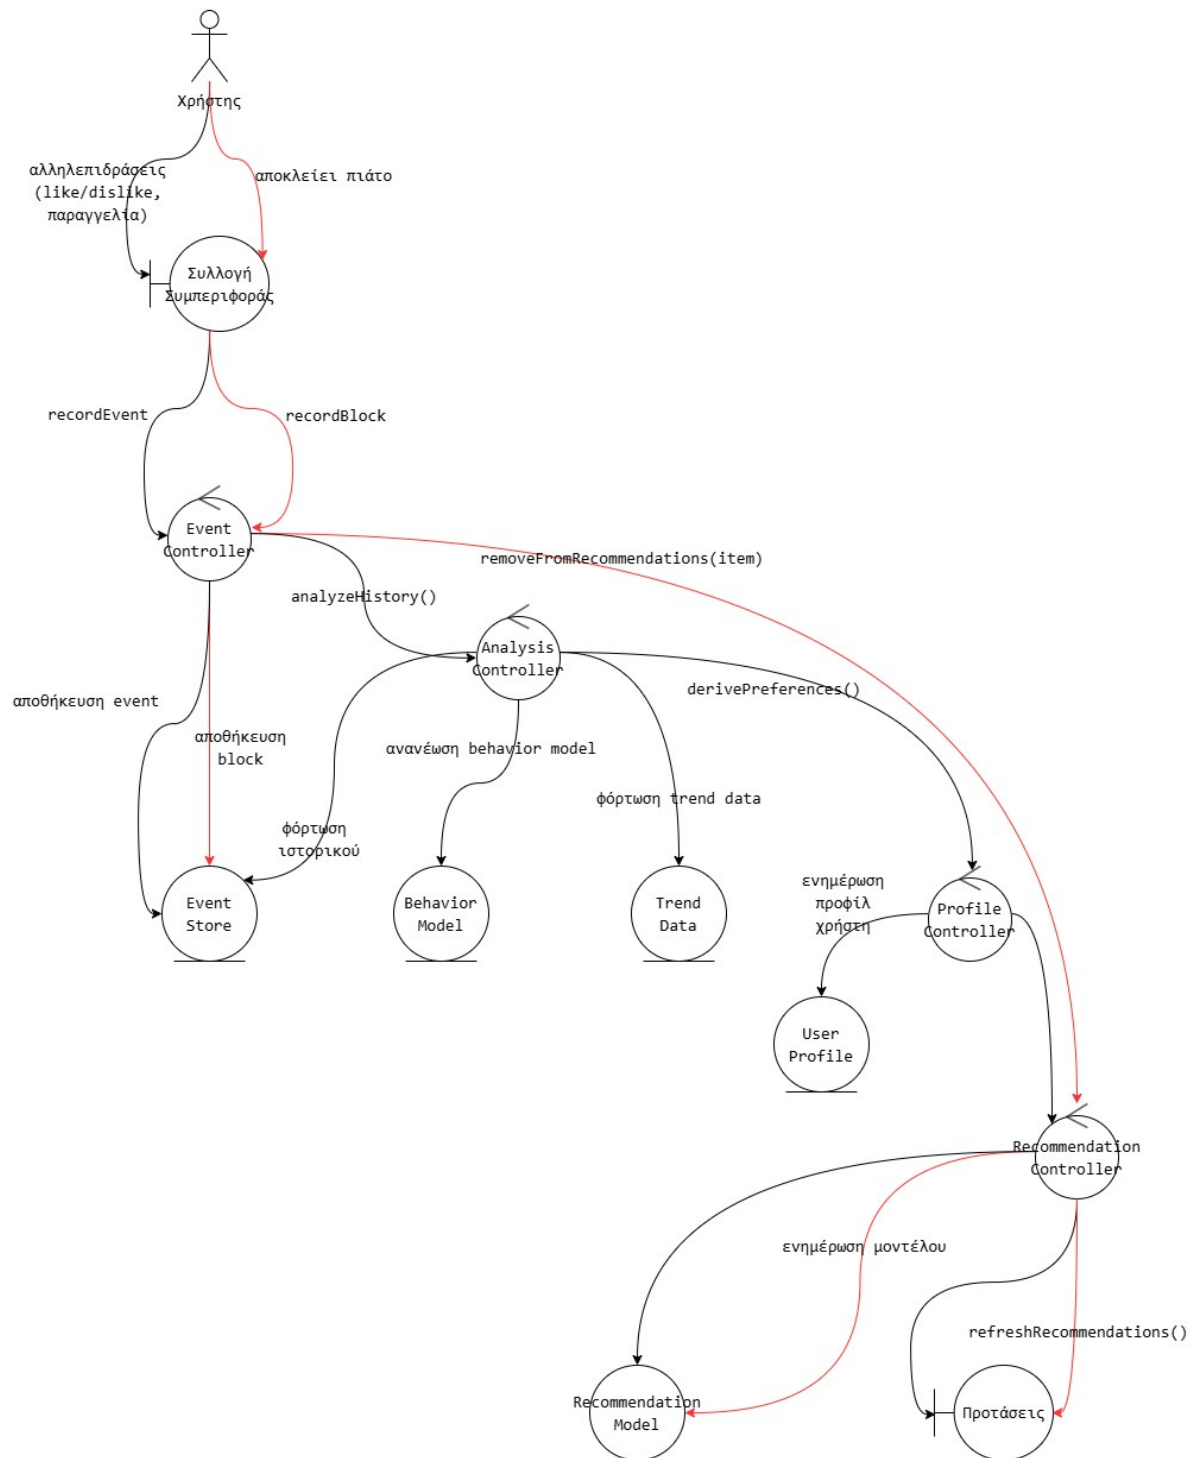 Χρήστης
αλληλεπιδράσεις
(like/dislike,
παραγγελία)
αποκλείει πιάτο
Συλλογή
Συμπεριφοράς
recordEvent
recordBlock
Event
Controller
removeFromRecommendations(item)
analyzeHistory()
Analysis
Controller
derivePreferences()
αποθήκευση event
αποθήκευση
block
ανανέωση behavior model
φόρτωση trend data
φόρτωση
ιστορικού
Event
Store
Behavior
Model
Trend
Data
ενημέρωση
προφίλ
χρήστη
Profile
Controller
User
Profile
Recommendation
Controller
ενημέρωση μοντέλου
refreshRecommendations()
Recommendation
Model
Προτάσεις